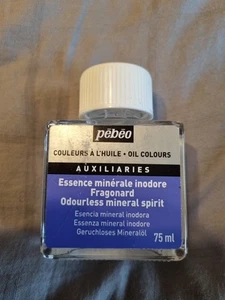 pébéo
COULEURS À L'HUILE • OIL COLOURS
AUXILIARIES
Essence minérale inodore
Fragonard
Odourless mineral spirit
Esencia mineral inodora
Essenza minerale inodore
Geruchloses Mineralöl
75 ml